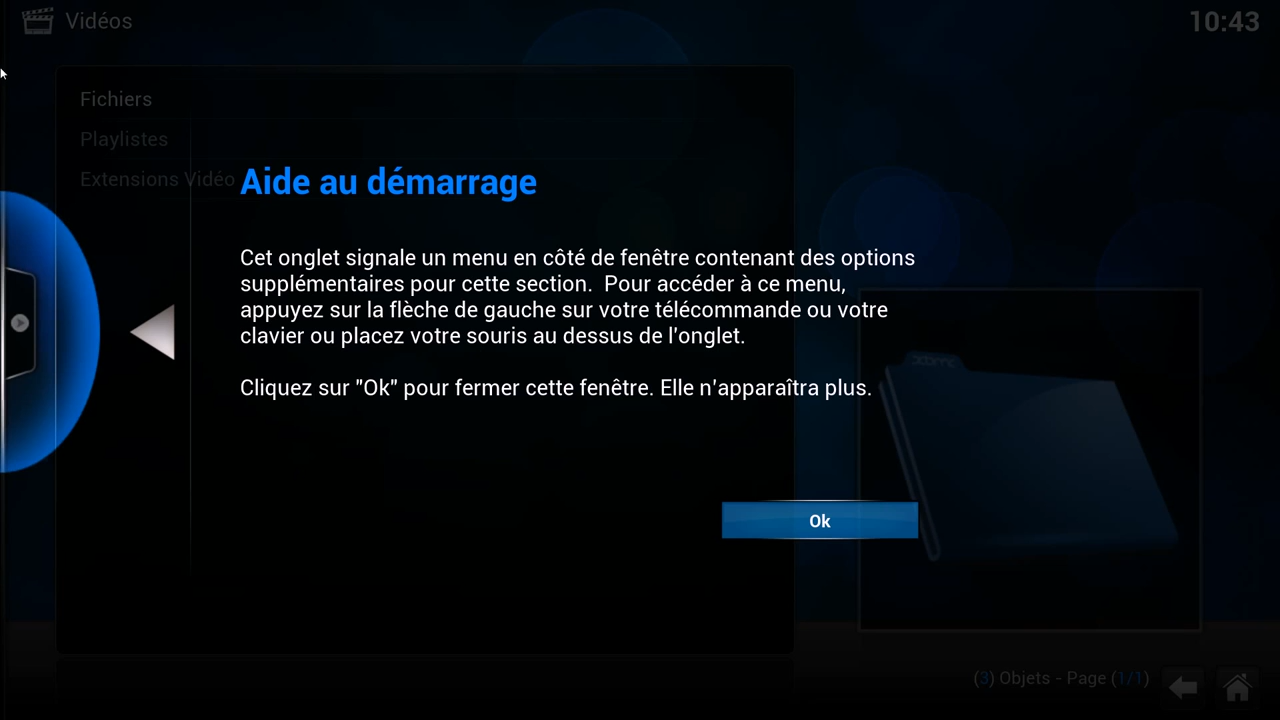 Vidéos
10:43
Fichiers
Playlistes
Extensions Vidéo
Aide au démarrage
Cet onglet signale un menu en côté de fenêtre contenant des options
supplémentaires pour cette section.  Pour accéder à ce menu,
appuyez sur la flèche de gauche sur votre télécommande ou votre
clavier ou placez votre souris au dessus de l'onglet.
Cliquez sur "Ok" pour fermer cette fenêtre. Elle n'apparaîtra plus.
Ok
(3) Objets - Page (1/1)